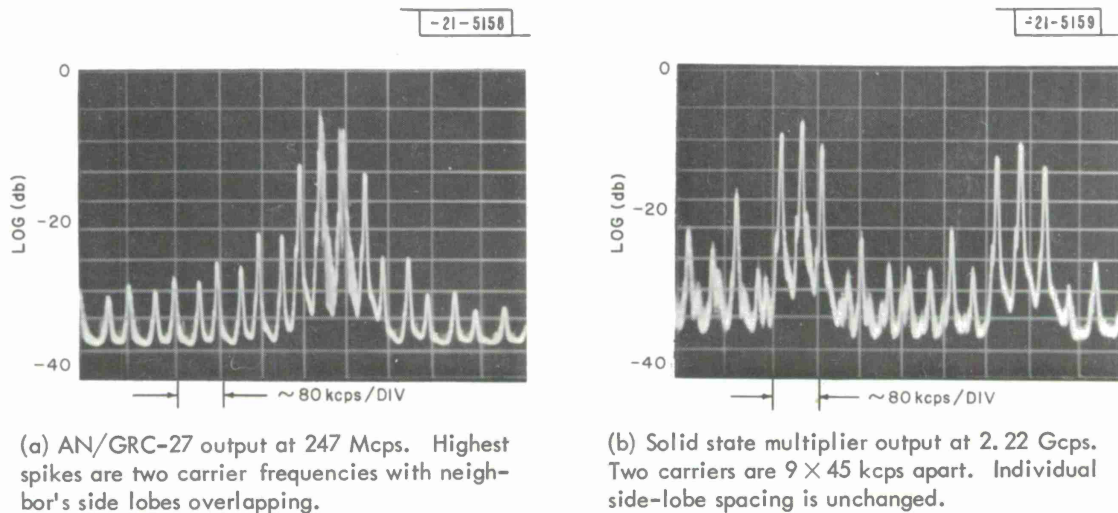 -21-5158
0
-20
-40
LOG (db)
~80 kcps/DIV
(a) AN/GRC-27 output at 247 Mcps. Highest
spikes are two carrier frequencies with neigh-
bor's side lobes overlapping.
-21-5159
0
-20
-40
LOG (db)
~80 kcps/DIV
(b) Solid state multiplier output at 2.22 Gcps.
Two carriers are 9 × 45 kcps apart. Individual
side-lobe spacing is unchanged.